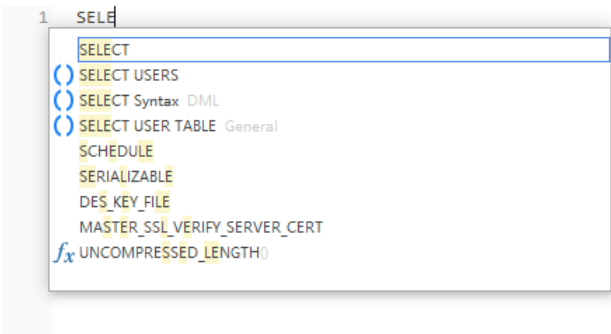 1 SELE
SELECT
SELECT USERS
SELECT Syntax DML
SELECT USER TABLE General
SCHEDULE
SERIALIZABLE
DES_KEY_FILE
MASTER_SSL_VERIFY_SERVER_CERT
fx UNCOMPRESSED_LENGTH()